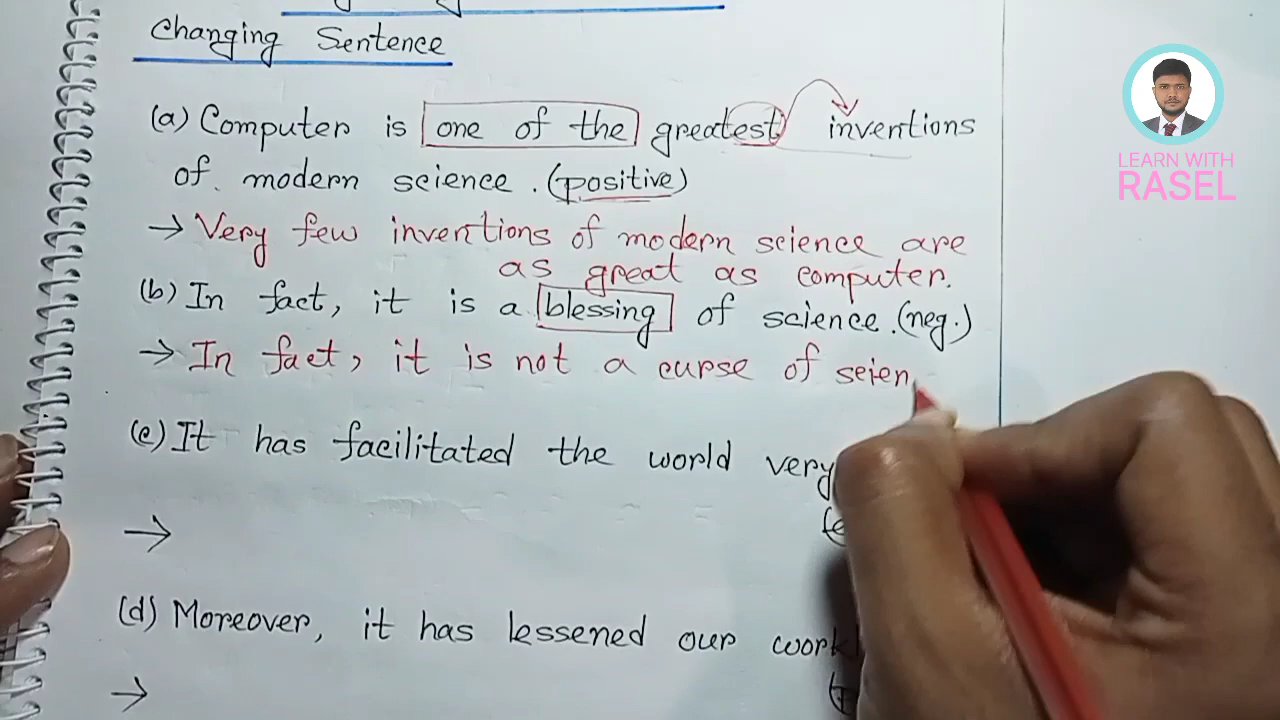 Changing Sentence
(a) Computer is one of the greatest inventions
of modern science. (positive)
→ Very few inventions of modern science are
as great as computer.
(b) In fact, it is a blessing of science. (neg.)
→ In fact, it is not a curse of scien
(c) It has facilitated the world very
→
(d) Moreover, it has lessened our work
→
LEARN WITH
RASEL